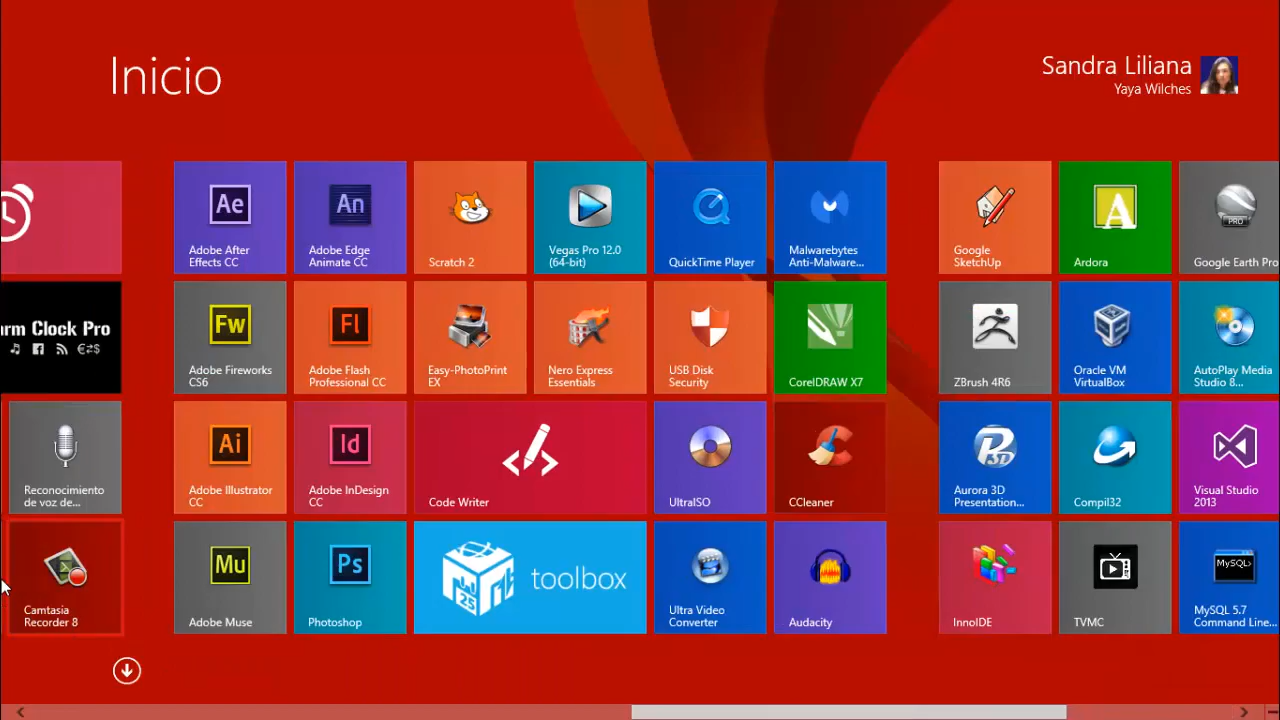 Inicio
Sandra Liliana
Yaya Wilches
Ae
Adobe After
Effects CC
An
Adobe Edge
Animate CC
Scratch 2
Vegas Pro 12.0
(64-bit)
QuickTime Player
Malwarebytes
Anti-Malware...
Google
SketchUp
A
Ardora
PRO
Google Earth Pro
rm Clock Pro
€⇄$
Fw
Adobe Fireworks
CS6
Fl
Adobe Flash
Professional CC
Easy-PhotoPrint
EX
Nero Express
Essentials
USB Disk
Security
CorelDRAW X7
ZBrush 4R6
Oracle VM
VirtualBox
AutoPlay Media
Studio 8...
Reconocimiento
de voz de...
Ai
Adobe Illustrator
CC
Id
Adobe InDesign
CC
Code Writer
UltraISO
CCleaner
3D
Aurora 3D
Presentation...
Compil32
Visual Studio
2013
Camtasia
Recorder 8
Mu
Adobe Muse
Ps
Photoshop
25
toolbox
Ultra Video
Converter
Audacity
InnoIDE
TVMC
MySQL>
MySQL 5.7
Command Line...